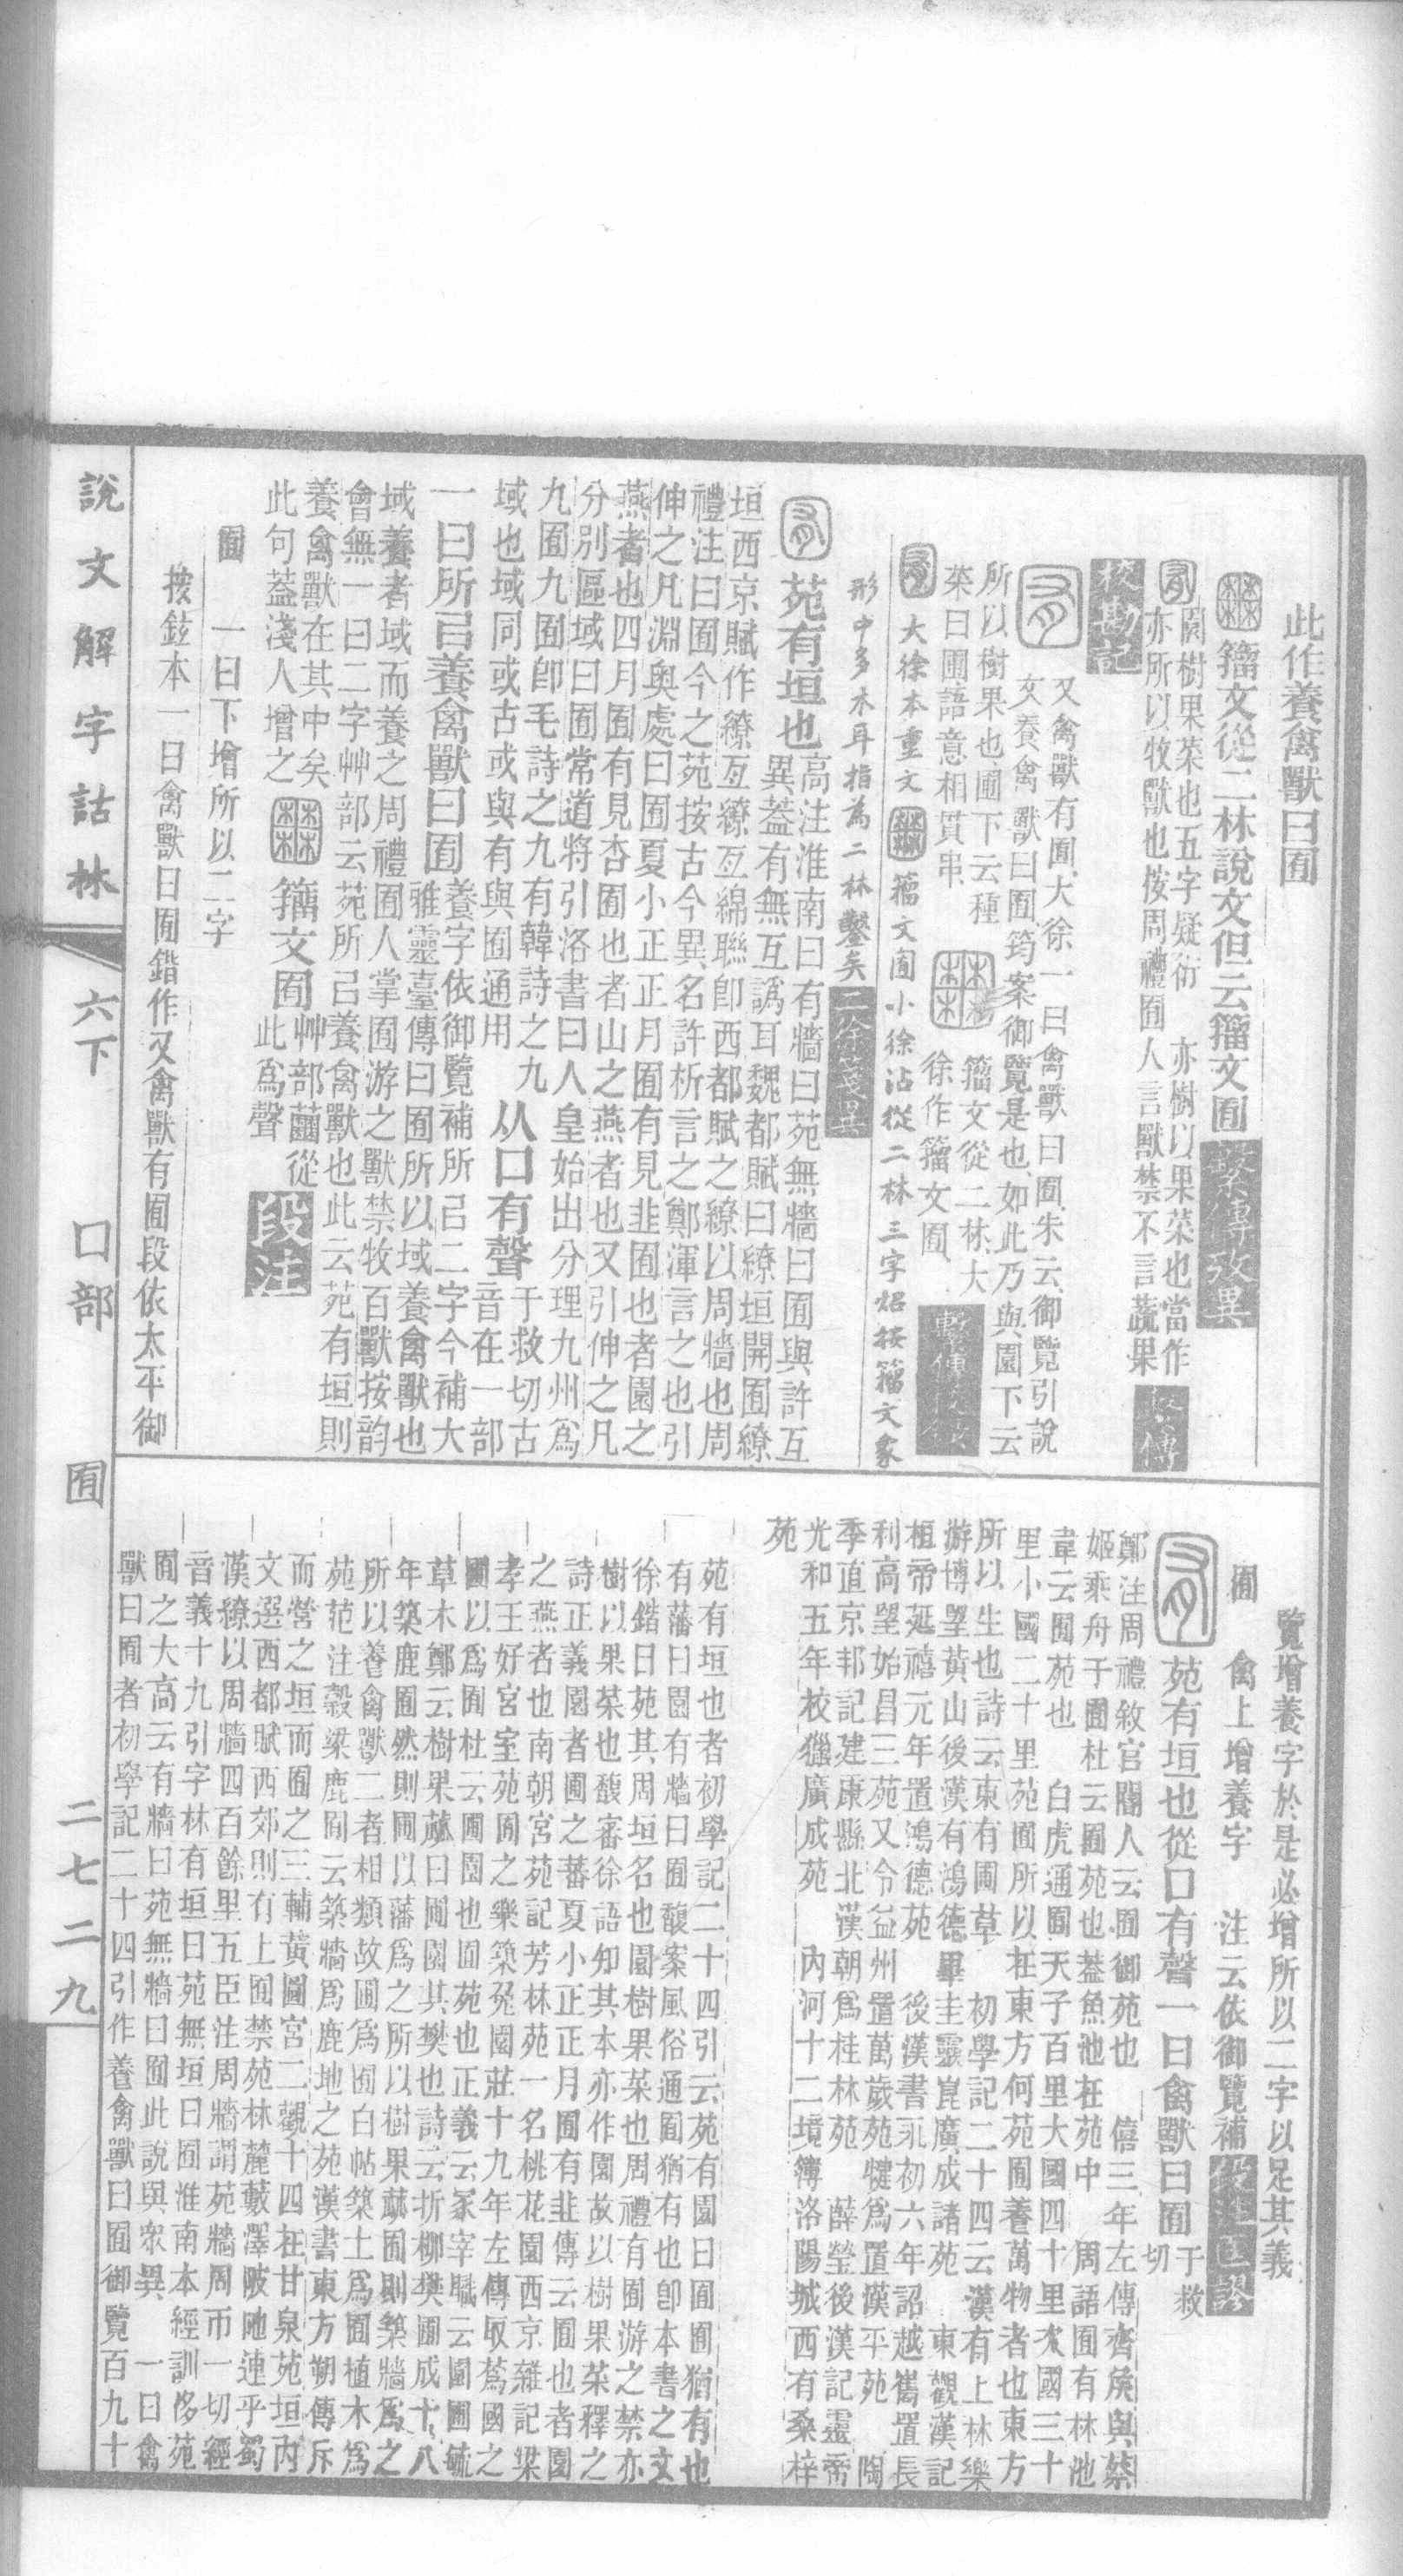 此作養禽獸曰囿
籀文從二林說文但云籀文囿 繫傳攷異
園樹果菜也五字疑衍 亦樹以果菜也當作
亦所以牧獸也按周禮囿人言獸禁不言蔬果 繫傳
校勘記
又禽獸有囿大徐一曰禽獸曰囿朱云御覽引說
文養禽獸曰囿筠案御覽是也如此乃與園下云
所以樹果也圃下云種
菜曰圃語意相貫串 籀文從二林大
徐作籀文囿
大徐本重文 籀文囿小徐沾從二林三字怡按籀文象
形中多木耳指為二林鑿矣
苑有垣也 高注淮南曰有牆曰苑無牆曰囿與許互
異蓋有無互譌耳魏都賦曰繚垣開囿繚
垣西京賦作繚亙繚亙綿聯卽西都賦之繚以周牆也周
禮注曰囿今之苑按古今異名許析言之鄭渾言之也引
伸之凡淵奧處曰囿夏小正正月囿有見韭囿也者園之
燕者也四月囿有見杏囿也者山之燕者也又引伸之凡
分別區域曰囿常道將引洛書曰人皇始出分理九州爲
九囿九囿卽毛詩之九有韓詩之九
域也域同或古或與有與囿通用 从囗有聲 于救切古
音在一部
一曰所㠯養禽獸曰囿 養字依御覽補所㠯二字今補大
雅靈臺傳曰囿所以域養禽獸也
域養者域而養之周禮囿人掌囿游之獸禁牧百獸按韵
會無一曰二字艸部云苑所㠯養禽獸也此云苑有垣則
養禽獸在其中矣
此句葢淺人增之 籀文囿 艸部䕌從
此爲聲 段注
囿 一曰下增所以二字
按鉉本一曰禽獸曰囿鍇作又禽獸有囿段依太平御
覽增養字於是必增所以二字以足其義
囿 禽上增養字 注云依御覽補 段注匡謬
苑有垣也從口有聲一曰禽獸曰囿 于救
切
鄭注周禮敘官閽人云囿御苑也 僖三年左傳齊矦與蔡
姬乘舟于囿杜云囿苑也蓋魚池在苑中 周語囿有林池
韋云囿苑也 白虎通囿天子百里大國四十里次國三十
里小國二十里苑囿所以在東方何苑囿養萬物者也東方
所以生也詩云東有圃草 初學記二十四云漢有上林樂
游博望黃山後漢有鴻德畢圭靈崑廣成諸苑 東觀漢記
桓帝延禧元年置鴻德苑 後漢書永初六年詔越巂置長
利高望始昌三苑又令益州置萬歲苑犍爲置漢平苑 陶
季直京邦記建康縣北漢朝爲桂林苑 薛瑩後漢記靈帝
光和五年校獵廣成苑 內河十二境簿洛陽城西有桑梓
苑
苑有垣也者初學記二十四引云苑有園曰囿囿猶有也
有藩曰園有牆曰囿馥案風俗通囿猶有也卽本書之文
徐鍇曰苑其周垣名也園樹果菜也周禮有囿游之禁亦
樹以果菜也馥審徐語知其本亦作園故以樹果菜釋之
詩正義園者圃之蕃夏小正正月囿有韭傳云囿也者園
之燕者也南朝宮苑記芳林苑一名桃花園西京雜記梁
孝王好宮室苑囿之樂築兔園莊十九年左傳取蔿國之
圃以爲囿杜云圃園也囿苑也正義云冢宰職云園圃毓
草木鄭云樹果蓏曰圃園其樊也詩云折柳樊圃成十八
年築鹿囿然則圃以藩爲之所以樹果蓏囿則築牆爲之
所以養禽獸二者相類故圃爲囿白帖築土爲囿植木爲
苑范注穀梁鹿囿云築牆爲鹿地之苑漢書東方朔傳斥
而營之垣而囿之三輔黃圖宮二觀十四在甘泉苑垣內
文選西都賦西郊則有上囿禁苑林麓藪澤陂池連乎蜀
漢繚以周牆四百餘里五臣注周牆謂苑牆周帀一切經
音義十九引字林有垣曰苑無垣曰囿淮南本經訓侈苑
囿之大高云有牆曰苑無牆曰囿此說與衆異 一曰禽
獸曰囿者初學記二十四引作養禽獸曰囿御覽百九十
說文解字詁林 六下 囗部 囿 二七二九